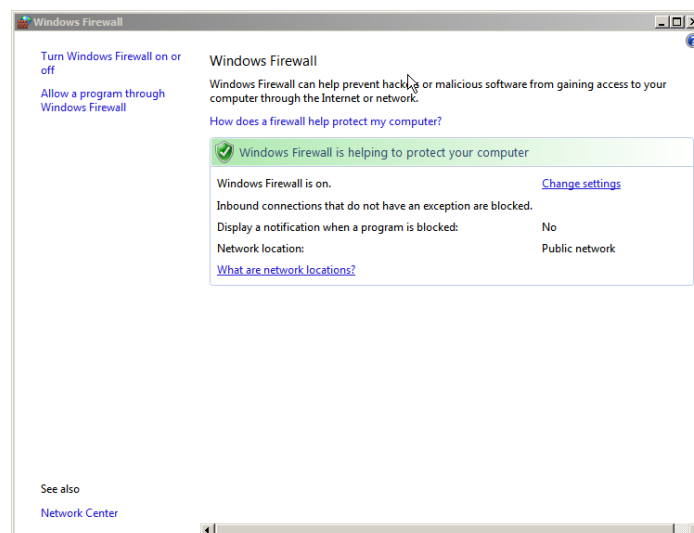 Windows Firewall
Turn Windows Firewall on or
off
Allow a program through
Windows Firewall
Windows Firewall
Windows Firewall can help prevent hackers or malicious software from gaining access to your
computer through the Internet or network.
How does a firewall help protect my computer?
Windows Firewall is helping to protect your computer
Windows Firewall is on.
Change settings
Inbound connections that do not have an exception are blocked.
Display a notification when a program is blocked:
No
Network location:
Public network
What are network locations?
See also
Network Center